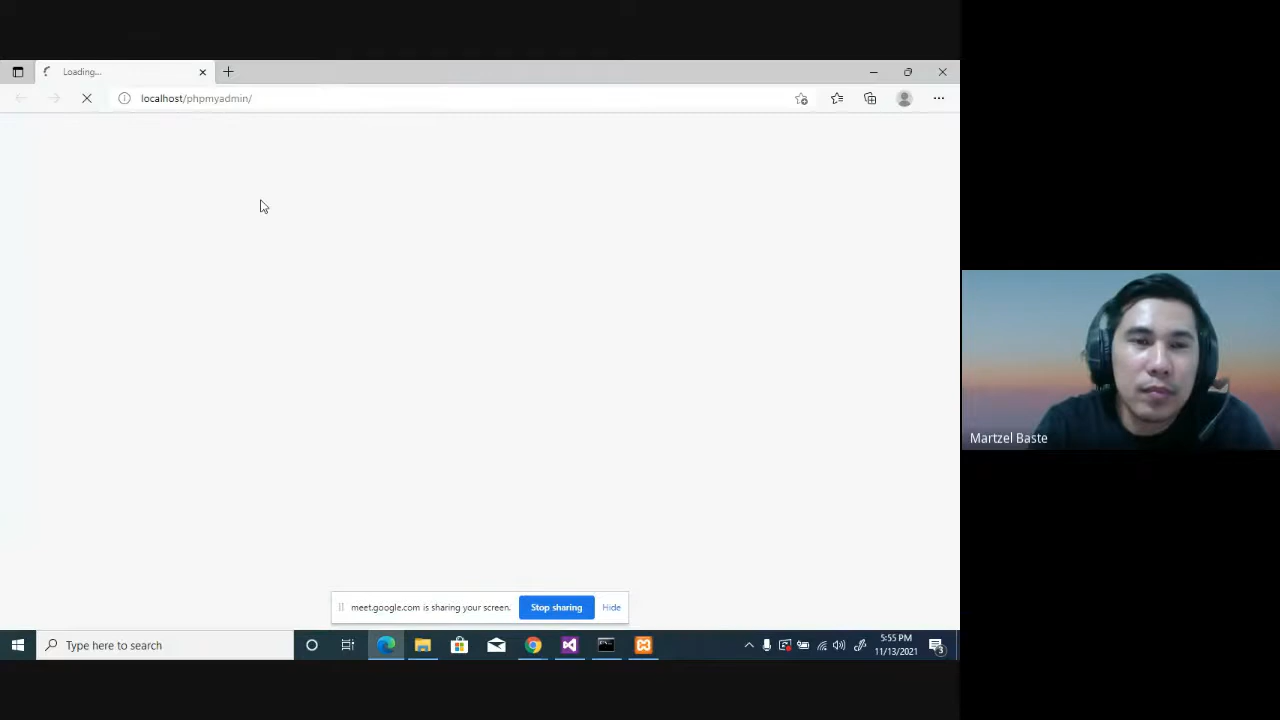 Loading...
localhost/phpmyadmin/
Martzel Baste
meet.google.com is sharing your screen.
Stop sharing
Hide
Type here to search
5:55 PM
11/13/2021
3